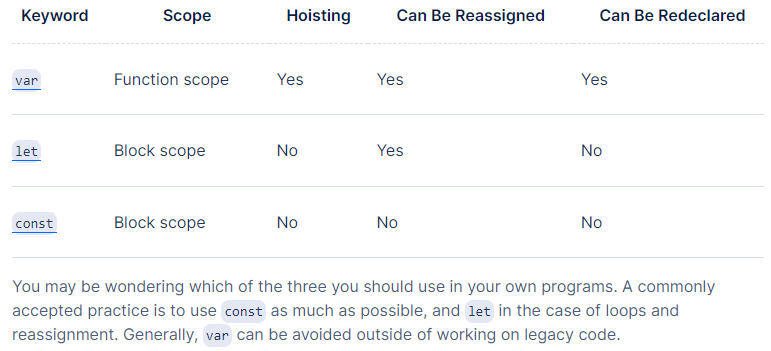 Keyword Scope Hoisting Can Be Reassigned Can Be Redeclared
var Function scope Yes Yes Yes
let Block scope No Yes No
const Block scope No No No
You may be wondering which of the three you should use in your own programs. A commonly
accepted practice is to use const as much as possible, and let in the case of loops and
reassignment. Generally, var can be avoided outside of working on legacy code.